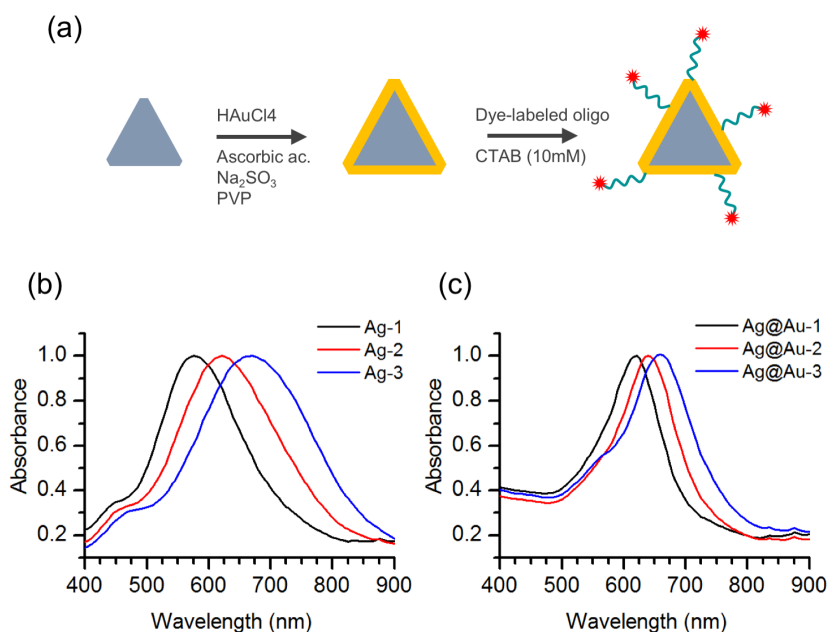 (a)
HAuCl4
Ascorbic ac.
Na₂SO₃
PVP
Dye-labeled oligo
CTAB (10mM)
(b)
Ag-1
Ag-2
Ag-3
1.0
0.8
0.6
0.4
0.2
Absorbance
400 500 600 700 800 900
Wavelength (nm)
(c)
Ag@Au-1
Ag@Au-2
Ag@Au-3
1.0
0.8
0.6
0.4
0.2
Absorbance
400 500 600 700 800 900
Wavelength (nm)